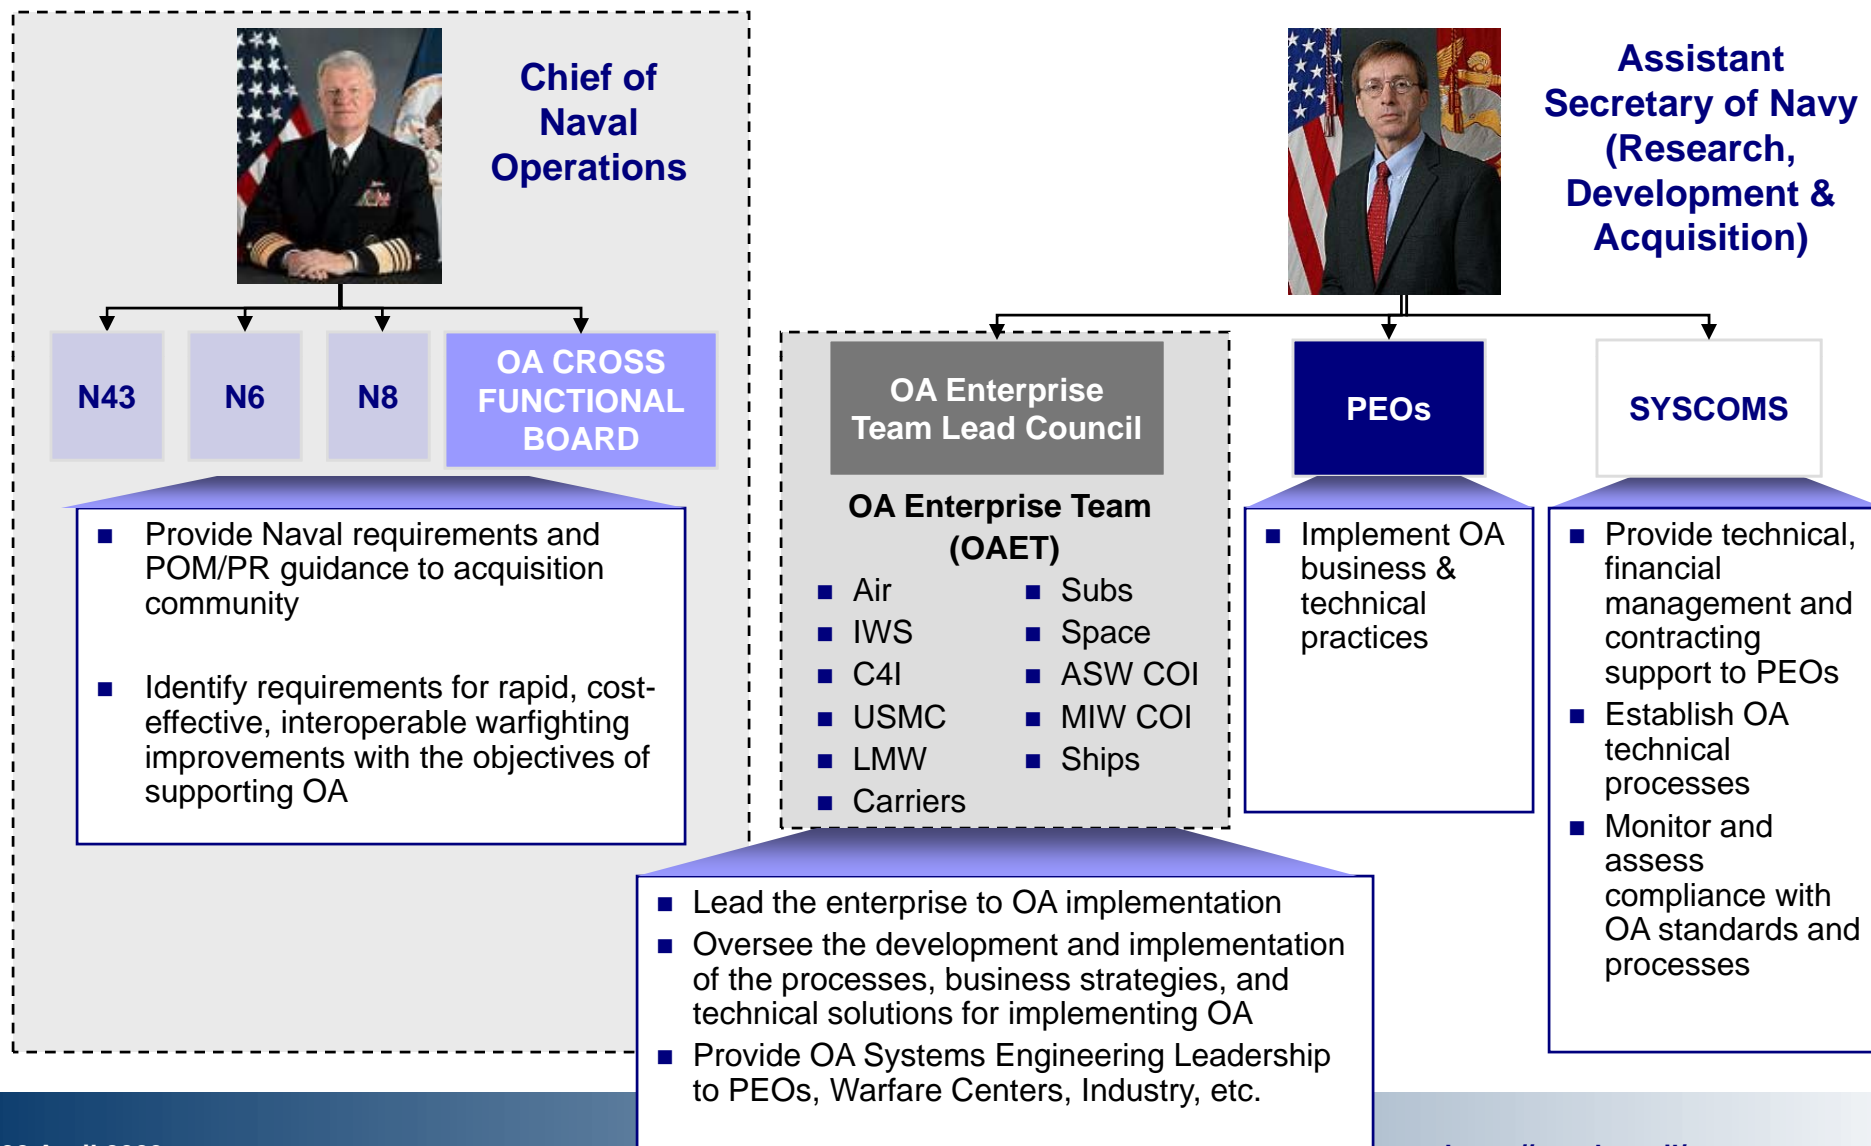 Chief of
Naval
Operations
Assistant
Secretary of Navy
(Research,
Development &
Acquisition)
N43
N6
N8
OA CROSS
FUNCTIONAL
BOARD
OA Enterprise
Team Lead Council
PEOs
SYSCOMS
■ Provide Naval requirements and
POM/PR guidance to acquisition
community
■ Identify requirements for rapid, cost-
effective, interoperable warfighting
improvements with the objectives of
supporting OA
OA Enterprise Team
(OAET)
■ Air
■ IWS
■ C4I
■ USMC
■ LMW
■ Carriers
■ Subs
■ Space
■ ASW COI
■ MIW COI
■ Ships
■ Implement OA
business &
technical
practices
■ Provide technical,
financial
management and
contracting
support to PEOs
■ Establish OA
technical
processes
■ Monitor and
assess
compliance with
OA standards and
processes
■ Lead the enterprise to OA implementation
■ Oversee the development and implementation
of the processes, business strategies, and
technical solutions for implementing OA
■ Provide OA Systems Engineering Leadership
to PEOs, Warfare Centers, Industry, etc.